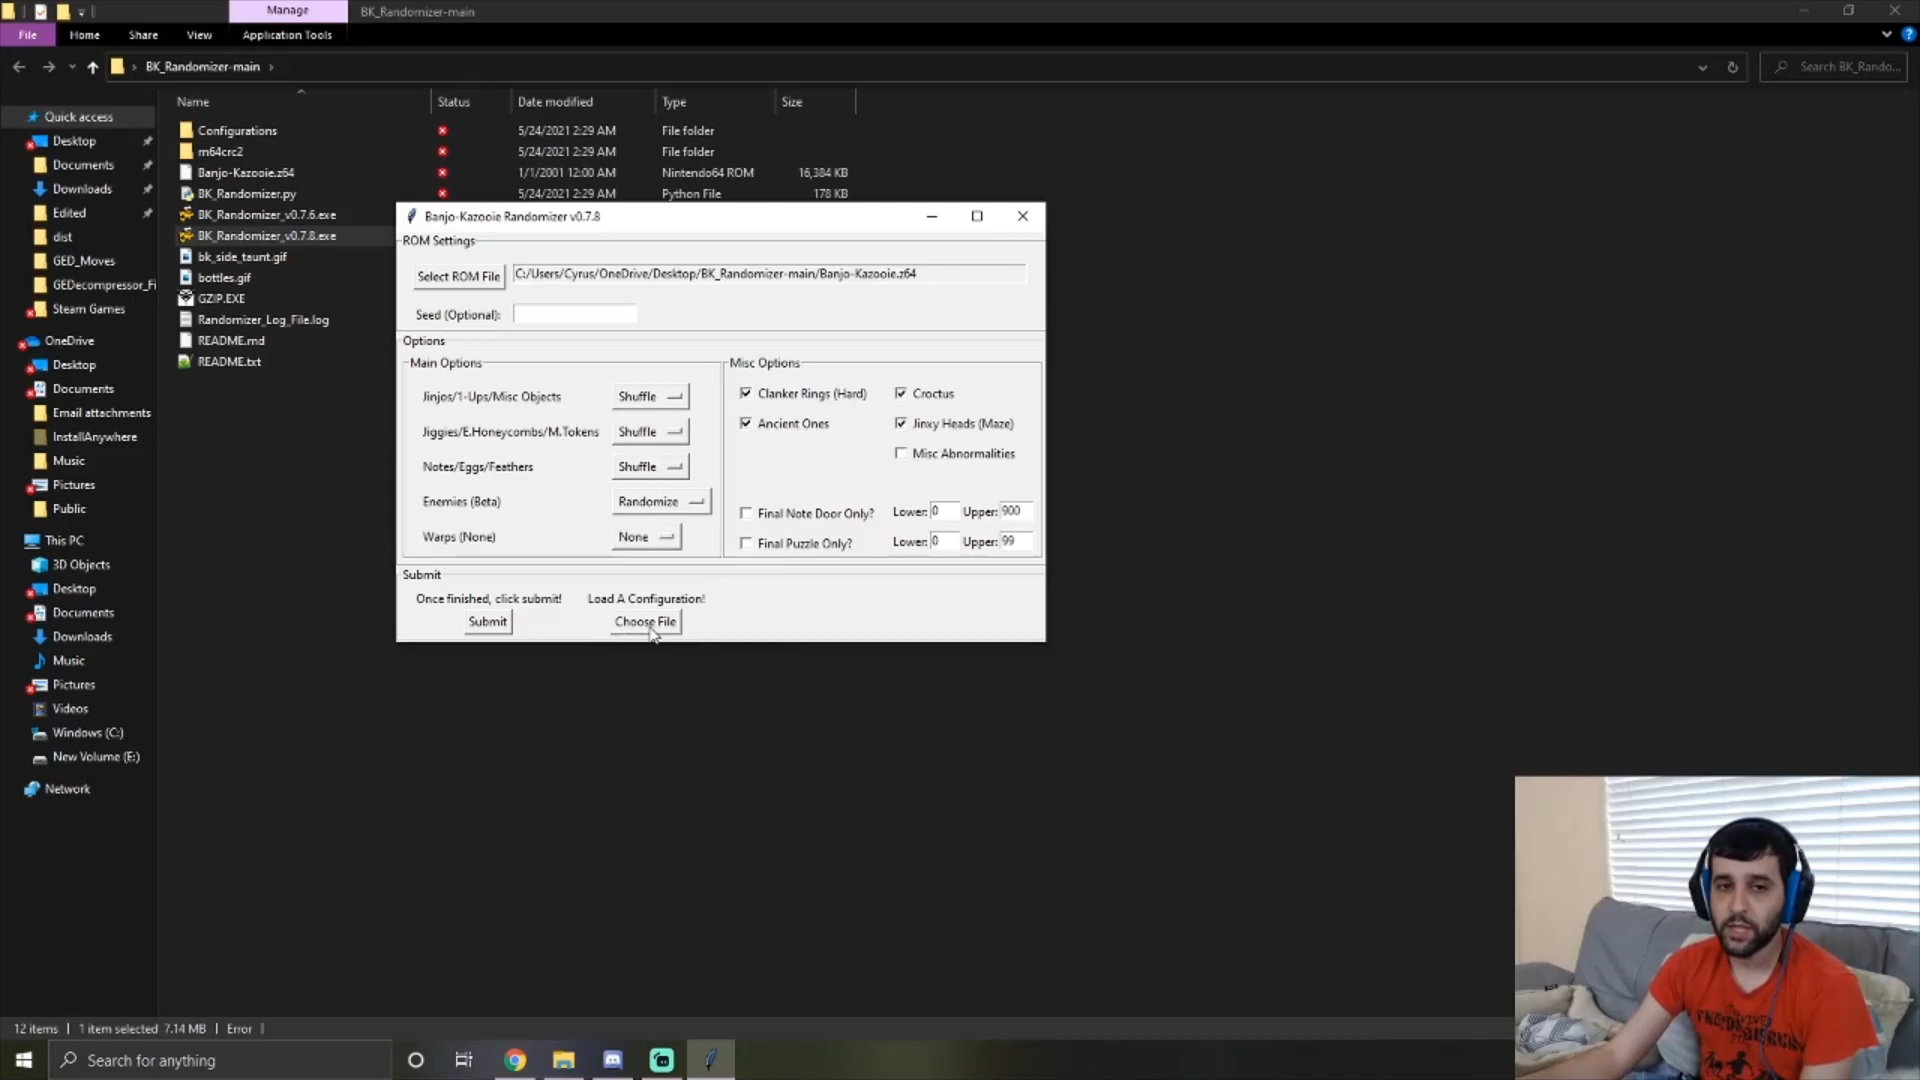 Manage BK_Randomizer-main
File Home Share View Application Tools
BK_Randomizer-main Search BK_Rando...
Name Status Date modified Type Size
Quick access
Desktop
Documents
Downloads
Edited
dist
GED_Moves
GEDecompressor_Fi
Steam Games
OneDrive
Desktop
Documents
Email attachments
InstallAnywhere
Music
Pictures
Public
This PC
3D Objects
Desktop
Documents
Downloads
Music
Pictures
Videos
Windows (C:)
New Volume (E:)
Network
Configurations 5/24/2021 2:29 AM File folder
m64crc2 5/24/2021 2:29 AM File folder
Banjo-Kazooie.z64 1/1/2001 12:00 AM Nintendo64 ROM 16,384 KB
BK_Randomizer.py 5/24/2021 2:29 AM Python File 178 KB
BK_Randomizer_v0.7.6.exe
BK_Randomizer_v0.7.8.exe
bk_side_taunt.gif
bottles.gif
GZIP.EXE
Randomizer_Log_File.log
README.md
README.txt
Banjo-Kazooie Randomizer v0.7.8
ROM Settings
Select ROM File C:/Users/Cyrus/OneDrive/Desktop/BK_Randomizer-main/Banjo-Kazooie.z64
Seed (Optional):
Options
Main Options
Jinjos/1-Ups/Misc Objects Shuffle
Jiggies/E.Honeycombs/M.Tokens Shuffle
Notes/Eggs/Feathers Shuffle
Enemies (Beta) Randomize
Warps (None) None
Misc Options
Clanker Rings (Hard) Croctus
Ancient Ones Jinxy Heads (Maze)
Misc Abnormalities
Final Note Door Only? Lower: 0 Upper: 900
Final Puzzle Only? Lower: 0 Upper: 99
Submit
Once finished, click submit! Load A Configuration!
Submit Choose File
12 items 1 item selected 7.14 MB Error
Search for anything